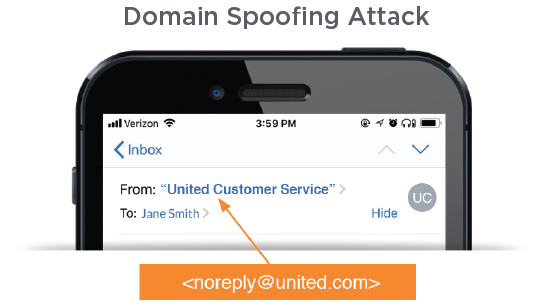 Domain Spoofing Attack
Verizon 3:59 PM
Inbox
From: “United Customer Service”
UC
To: Jane Smith Hide
<noreply@united.com>